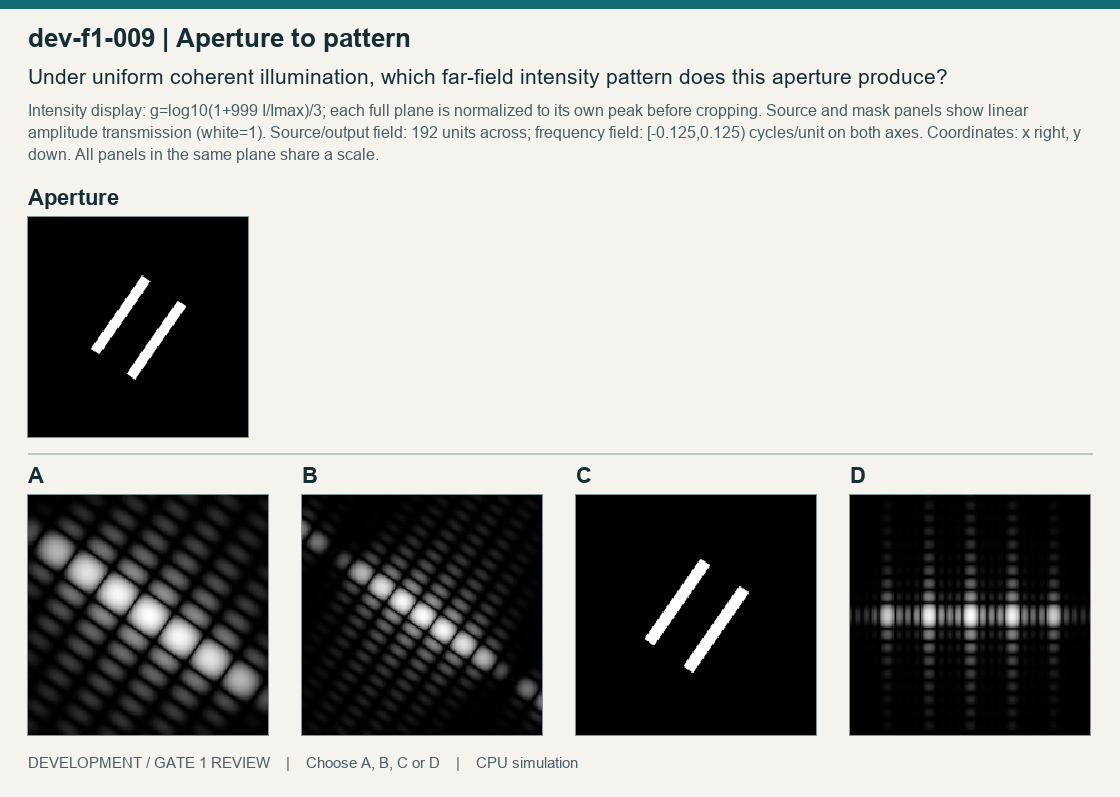 dev-f1-009 | Aperture to pattern
Under uniform coherent illumination, which far-field intensity pattern does this aperture produce?
Intensity display: g=log10(1+999 I/Imax)/3; each full plane is normalized to its own peak before cropping. Source and mask panels show linear
amplitude transmission (white=1). Source/output field: 192 units across; frequency field: [-0.125,0.125) cycles/unit on both axes. Coordinates: x right, y
down. All panels in the same plane share a scale.
Aperture
A B C D
DEVELOPMENT / GATE 1 REVIEW | Choose A, B, C or D | CPU simulation